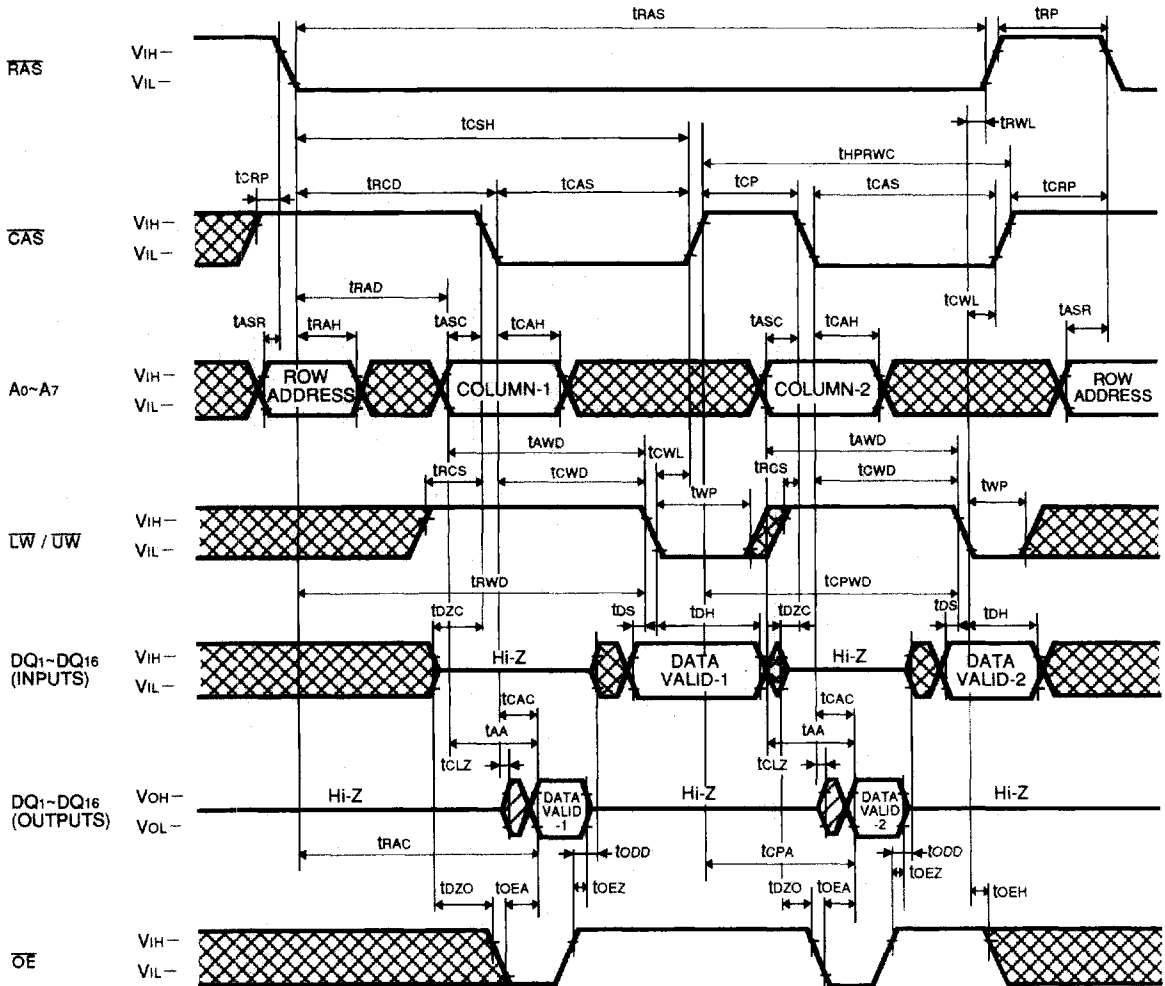 tRAS tRP
RAS VIH
VIL
tRWL
tCSH
tHPRWC
tCRP tRCD tCAS tCP tCAS tCRP
CAS VIH
VIL
tRAD tCWL
tASR tRAH tASC tCAH tASC tCAH tASR
A0~A7 VIH
VIL
ROW ADDRESS COLUMN-1 COLUMN-2 ROW ADDRESS
tAWD tCWL tAWD
tRCS tCWD tRCS tCWD
tWP tWP
LW / UW VIH
VIL
tRWD tCPWD
tDZC tDS tDH tDZC tDS tDH
DQ1~DQ16 (INPUTS) VIH
VIL
Hi-Z DATA VALID-1 Hi-Z DATA VALID-2
tCAC tCAC
tAA tAA
tCLZ tCLZ
DQ1~DQ16 (OUTPUTS) VOH
VOL
Hi-Z DATA VALID -1 Hi-Z DATA VALID -2 Hi-Z
tRAC tODD tCPA tODD
tOEZ tOEZ
tDZO tOEA tDZO tOEA tOEH
OE VIH
VIL